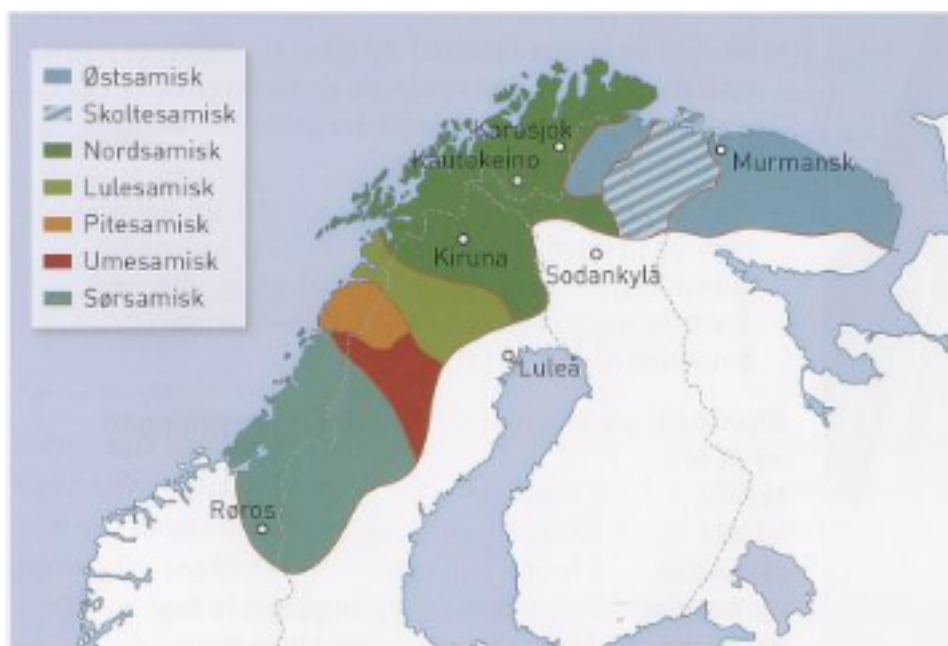 Østsamisk
Skoltesamisk
Nordsamisk
Lulesamisk
Pitesamisk
Umesamisk
Sørsamisk
Karasjok
Kautokeino
Murmansk
Kiruna
Sodankylä
Luleå
Røros